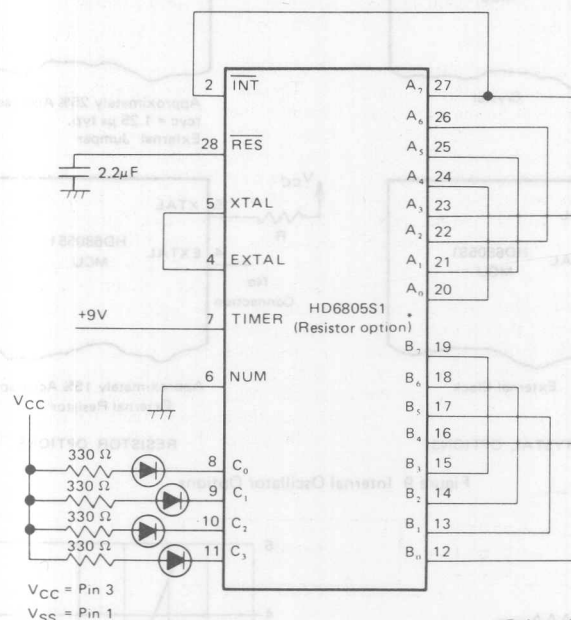 2 INT A₇ 27
A₆ 26
28 RES A₅ 25
A₄ 24
2.2μF
5 XTAL A₃ 23
A₂ 22
4 EXTAL A₁ 21
A₀ 20
HD6805S1
(Resistor option)*
+9V 7 TIMER
B₇ 19
6 NUM B₆ 18
VCC B₅ 17
B₄ 16
330 Ω 8 C₀ B₃ 15
330 Ω 9 C₁ B₂ 14
330 Ω 10 C₂ B₁ 13
330 Ω 11 C₃ B₀ 12
VCC = Pin 3
VSS = Pin 1